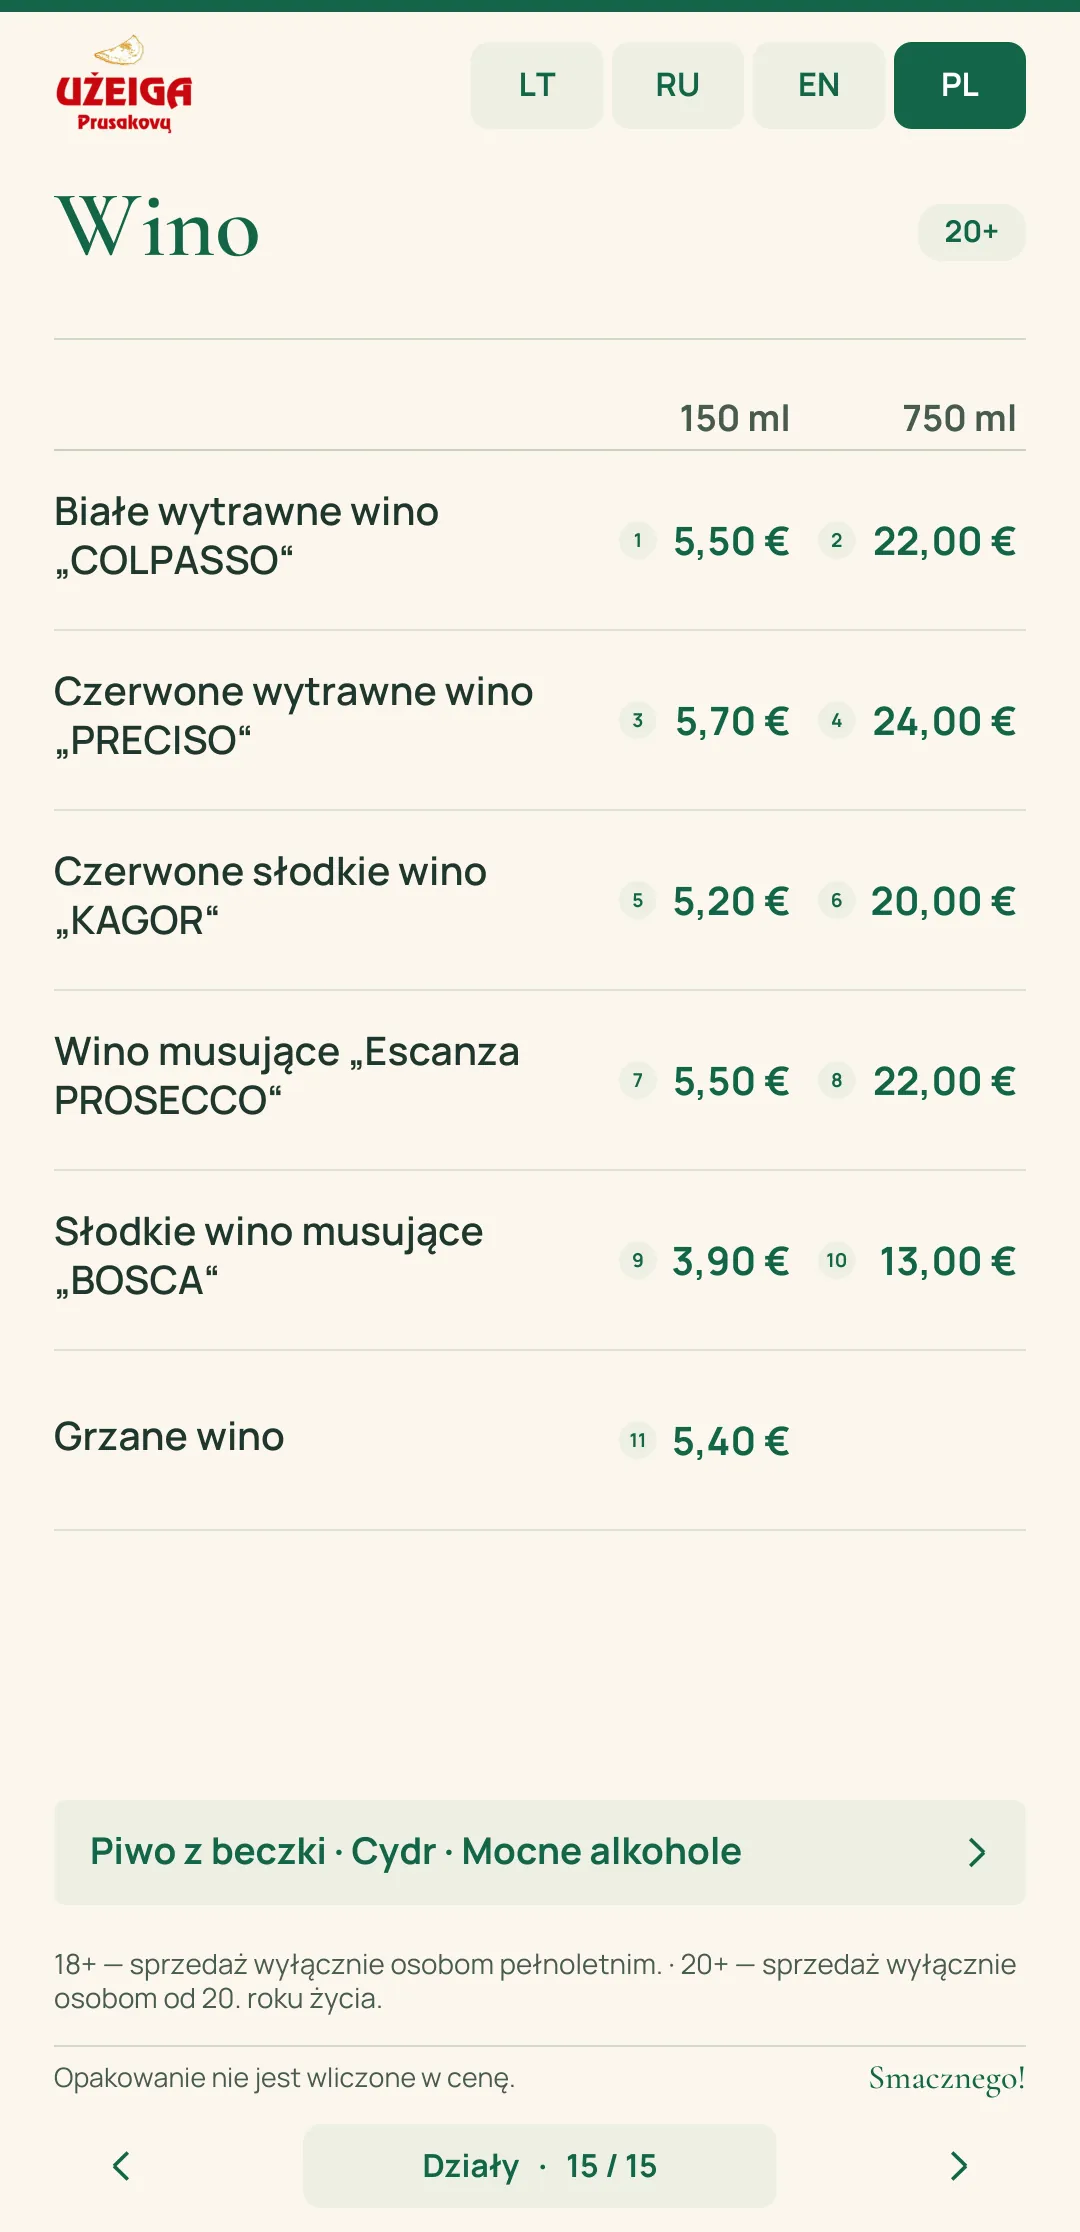 UŽEIGA
Prusakovų
LT RU EN PL
Wino
20+
150 ml 750 ml
Białe wytrawne wino
„COLPASSO“
1 5,50 € 2 22,00 €
Czerwone wytrawne wino
„PRECISO“
3 5,70 € 4 24,00 €
Czerwone słodkie wino
„KAGOR“
5 5,20 € 6 20,00 €
Wino musujące „Escanza
PROSECCO“
7 5,50 € 8 22,00 €
Słodkie wino musujące
„BOSCA“
9 3,90 € 10 13,00 €
Grzane wino 11 5,40 €
Piwo z beczki · Cydr · Mocne alkohole
18+ — sprzedaż wyłącznie osobom pełnoletnim. · 20+ — sprzedaż wyłącznie
osobom od 20. roku życia.
Opakowanie nie jest wliczone w cenę. Smacznego!
Działy · 15 / 15